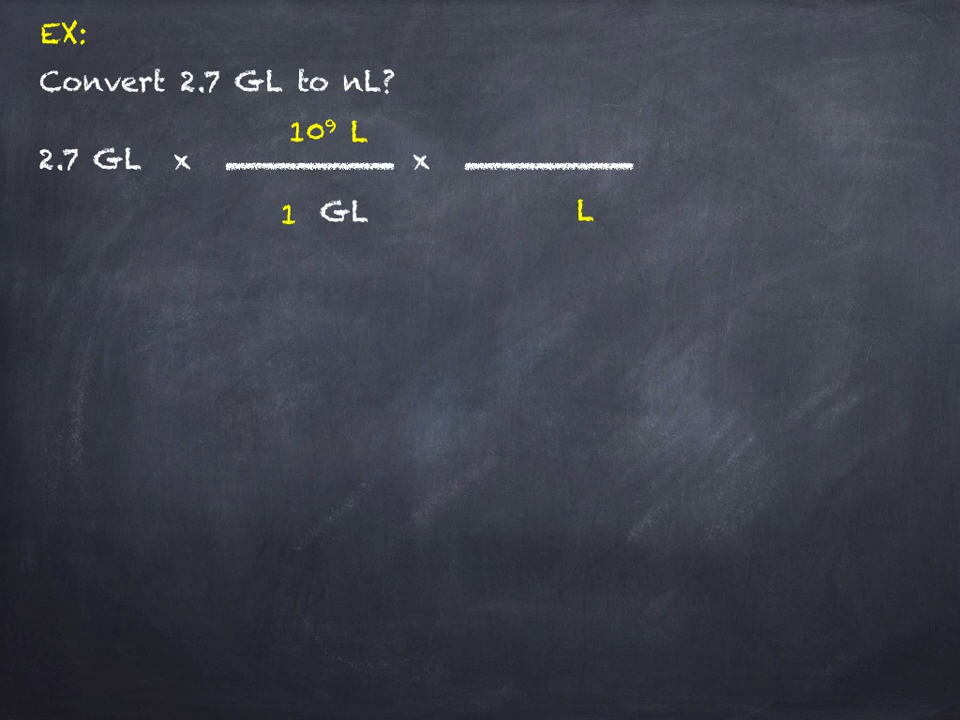 EX:
Convert 2.7 GL to nL?
10⁹ L
2.7 GL x x
1 GL L